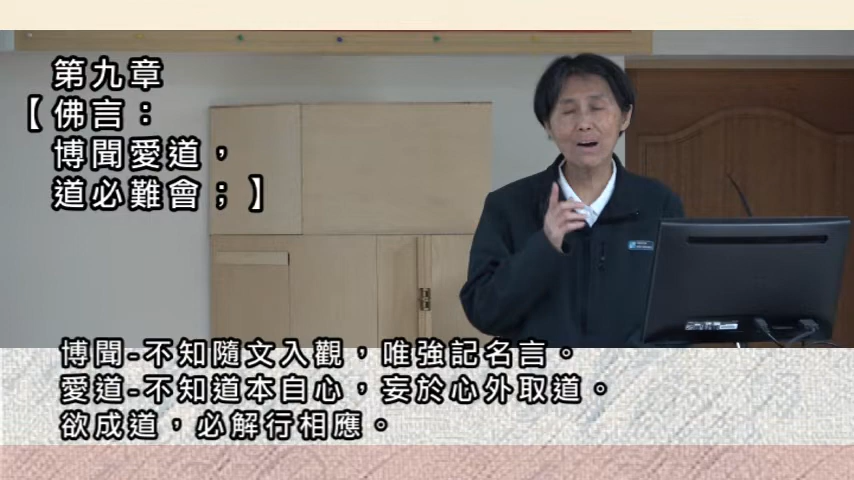 第九章
【佛言：
博聞愛道，
道必難會；】
博聞-不知隨文入觀，唯強記名言。
愛道-不知道本自心，妄於心外取道。
欲成道，必解行相應。